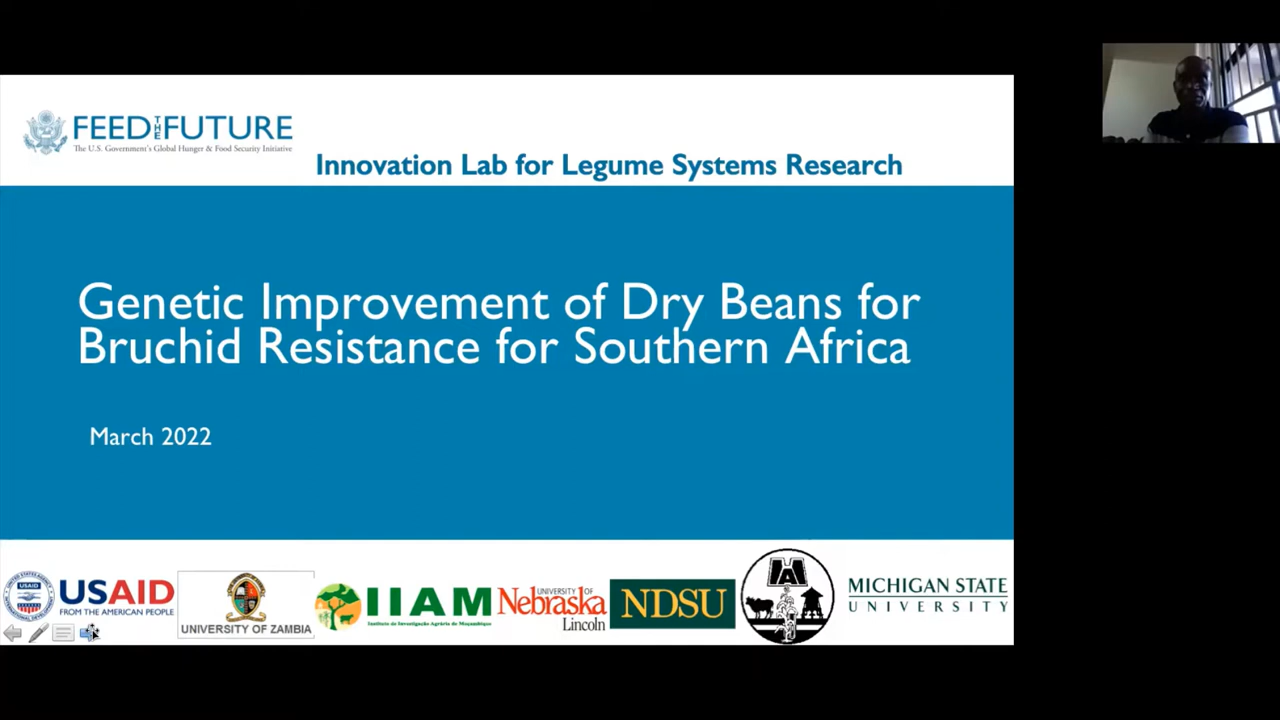 FEED THE FUTURE
The U.S. Government's Global Hunger & Food Security Initiative
Innovation Lab for Legume Systems Research
Genetic Improvement of Dry Beans for
Bruchid Resistance for Southern Africa
March 2022
USAID
FROM THE AMERICAN PEOPLE
UNIVERSITY OF ZAMBIA
IIAM
Instituto de Investigação Agrária de Moçambique
UNIVERSITY OF
Nebraska
Lincoln
NDSU
MICHIGAN STATE
UNIVERSITY